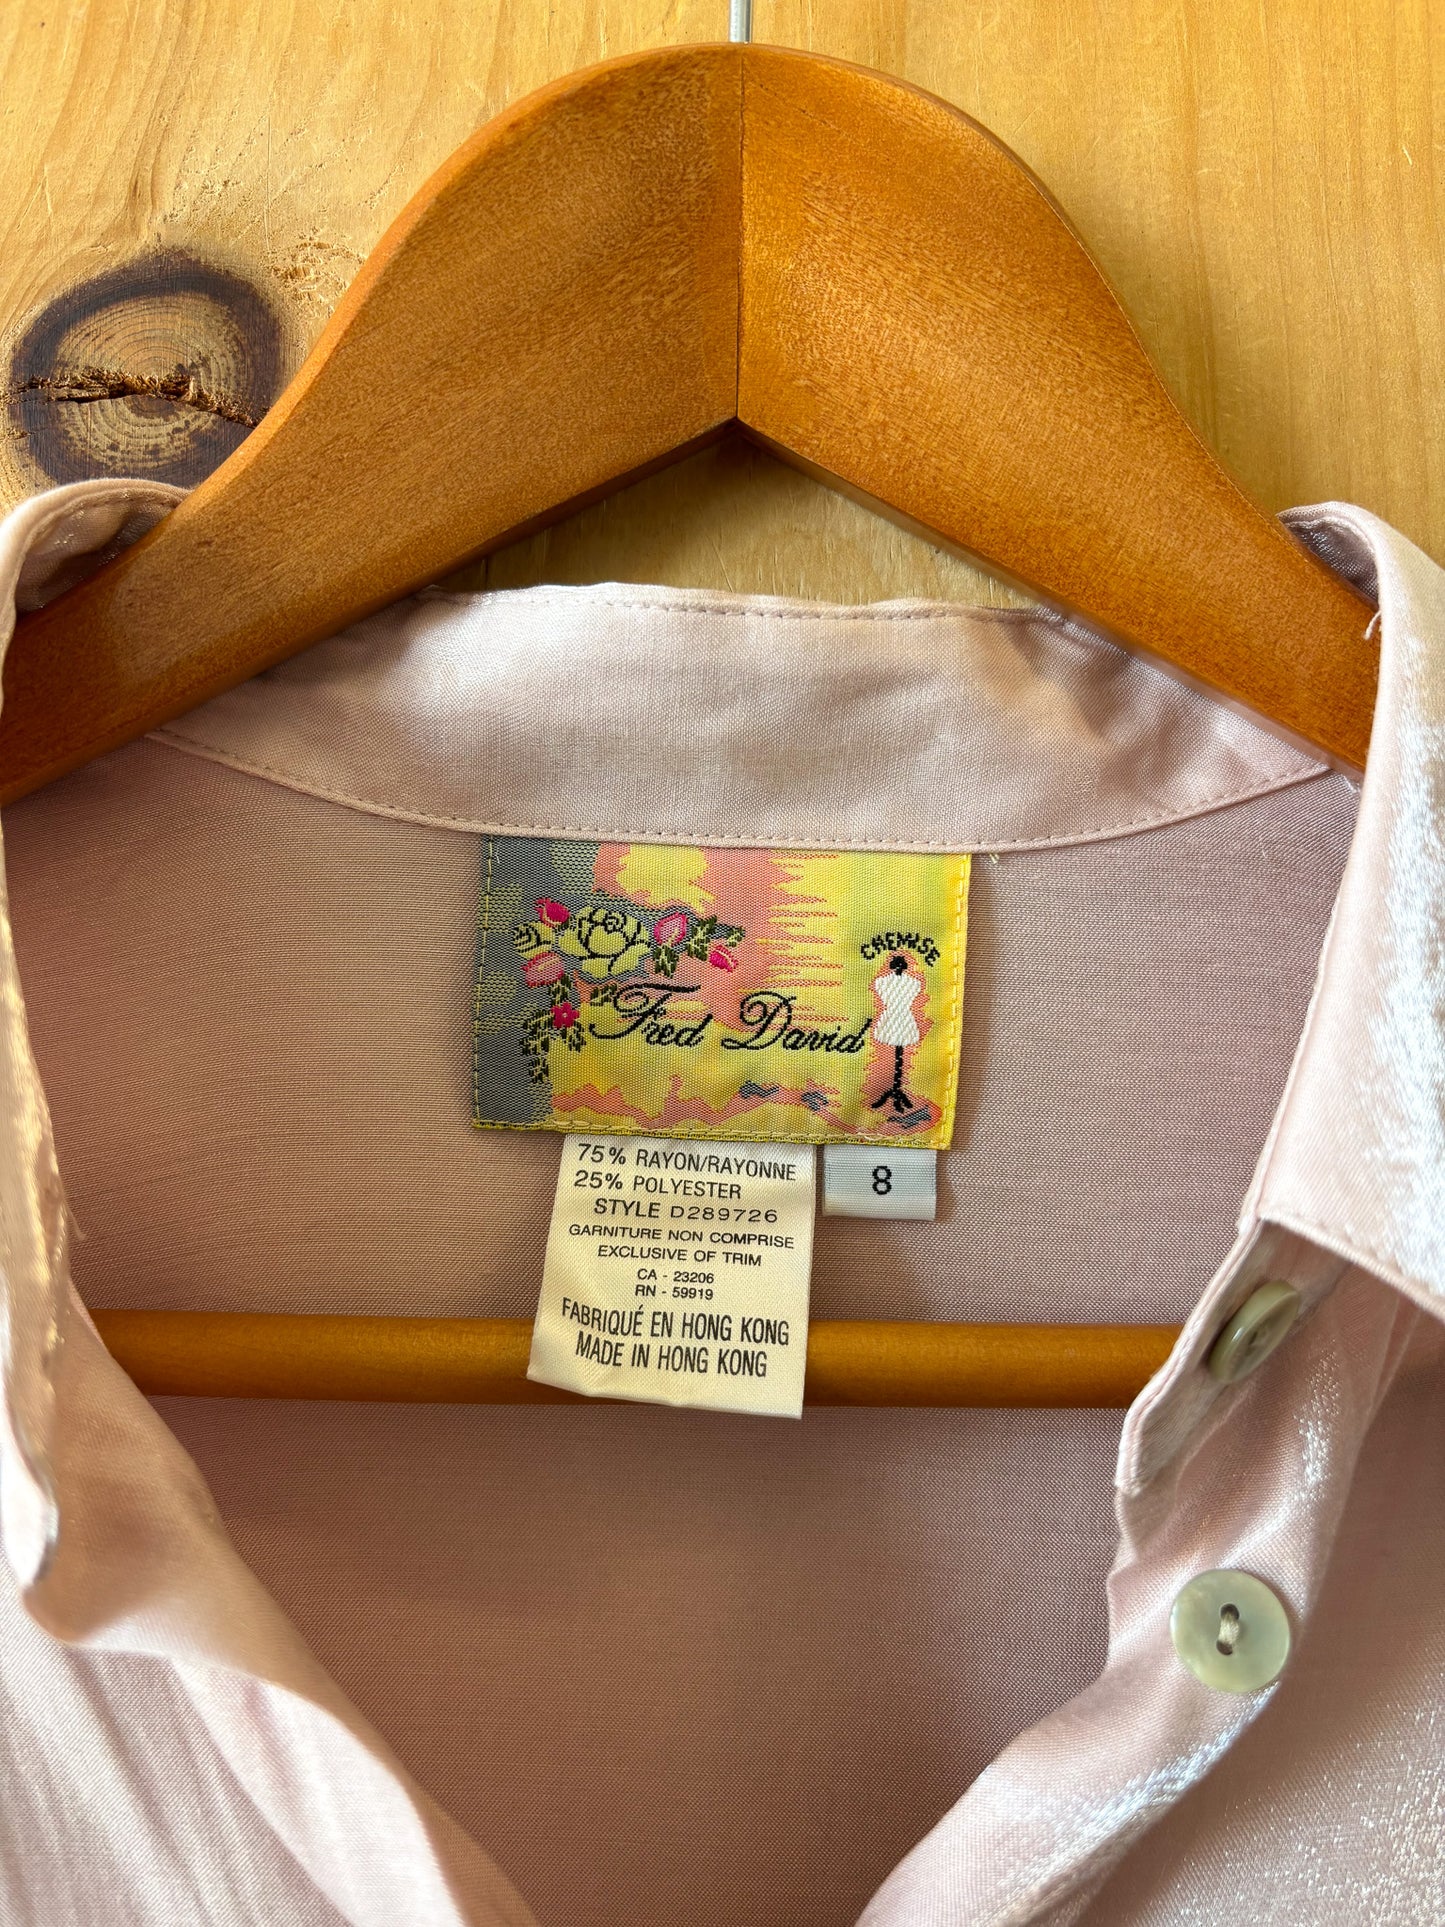 CHEMISE
Fred David
75% RAYON/RAYONNE
25% POLYESTER
STYLE D289726
GARNITURE NON COMPRISE
EXCLUSIVE OF TRIM
CA - 23206
RN - 59919
FABRIQUÉ EN HONG KONG
MADE IN HONG KONG
8